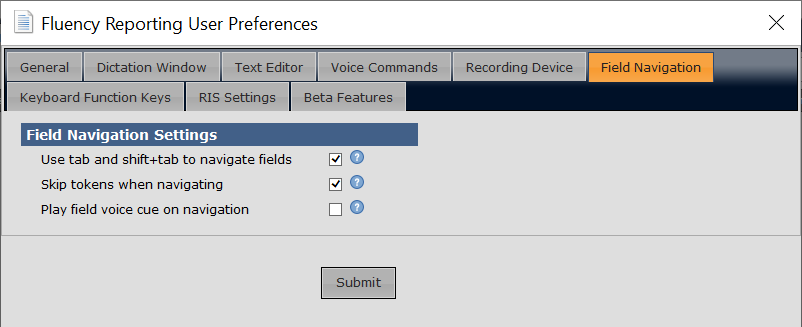 Fluency Reporting User Preferences
General Dictation Window Text Editor Voice Commands Recording Device Field Navigation
Keyboard Function Keys RIS Settings Beta Features
Field Navigation Settings
Use tab and shift+tab to navigate fields ?
Skip tokens when navigating ?
Play field voice cue on navigation ?
Submit